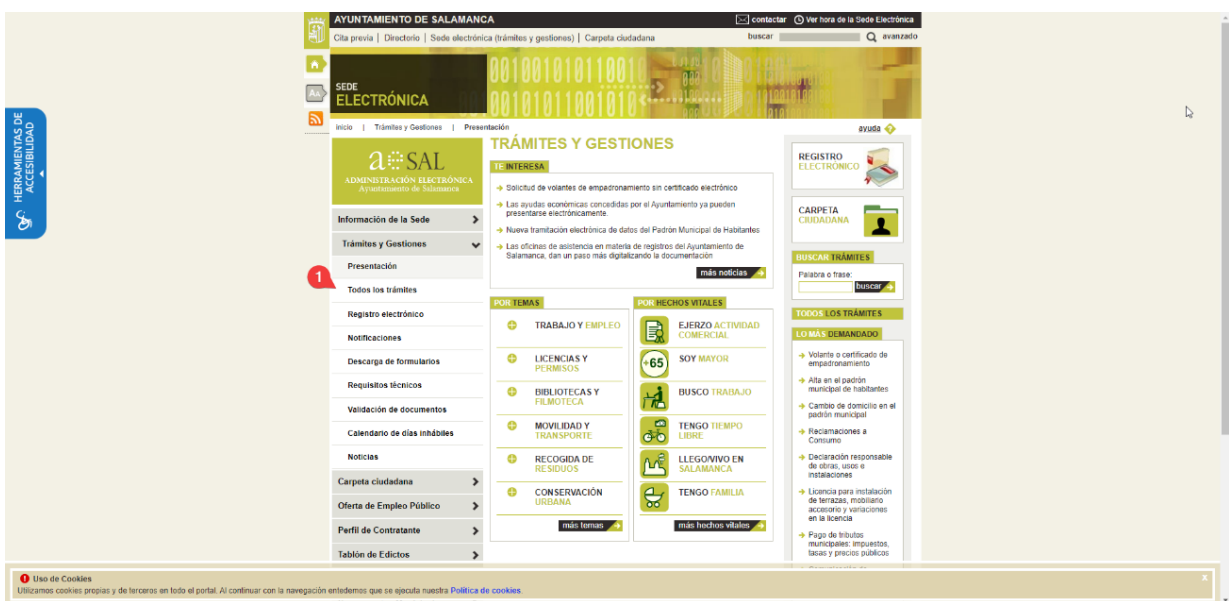 AYUNTAMIENTO DE SALAMANCA
contactar
Ver hora de la Sede Electrónica
Cita previa | Directorio | Sede electrónica (trámites y gestiones) | Carpeta ciudadana
buscar
avanzado
SEDE
ELECTRÓNICA
001001010110010
0010101100101
HERRAMIENTAS DE
ACCESIBILIDAD
inicio | Trámites y Gestiones | Presentación
ayuda
a SAL
ADMINISTRACIÓN ELECTRÓNICA
Ayuntamiento de Salamanca
Información de la Sede
Trámites y Gestiones
Presentación
1
Todos los trámites
Registro electrónico
Notificaciones
Descarga de formularios
Requisitos técnicos
Validación de documentos
Calendario de días inhábiles
Noticias
Carpeta ciudadana
Oferta de Empleo Público
Perfil de Contratante
Tablón de Edictos
TRÁMITES Y GESTIONES
TE INTERESA
Solicitud de volantes de empadronamiento sin certificado electrónico
Las ayudas económicas concedidas por el Ayuntamiento ya pueden
presentarse electrónicamente.
Nueva tramitación electrónica de datos del Padrón Municipal de Habitantes
Las oficinas de asistencia en materia de registros del Ayuntamiento de
Salamanca, dan un paso más digitalizando la documentación
más noticias
POR TEMAS
TRABAJO Y EMPLEO
LICENCIAS Y
PERMISOS
BIBLIOTECAS Y
FILMOTECA
MOVILIDAD Y
TRANSPORTE
RECOGIDA DE
RESIDUOS
CONSERVACIÓN
URBANA
más temas
POR HECHOS VITALES
EJERZO ACTIVIDAD
COMERCIAL
+65
SOY MAYOR
BUSCO TRABAJO
TENGO TIEMPO
LIBRE
LLEGO/VIVO EN
SALAMANCA
TENGO FAMILIA
más hechos vitales
REGISTRO
ELECTRÓNICO
CARPETA
CIUDADANA
BUSCAR TRÁMITES
Palabra o frase:
buscar
TODOS LOS TRÁMITES
LO MÁS DEMANDADO
Volante o certificado de
empadronamiento
Alta en el padrón
municipal de habitantes
Cambio de domicilio en el
padrón municipal
Reclamaciones a
Consumo
Declaración responsable
de obras, usos e
instalaciones
Licencia para instalación
de terrazas, mobiliario
accesorio y variaciones
en la licencia
Pago de tributos
municipales: impuestos,
tasas y precios públicos
Uso de Cookies
X
Utilizamos cookies propias y de terceros en todo el portal. Al continuar con la navegación entedemos que se ejecuta nuestra Política de cookies.